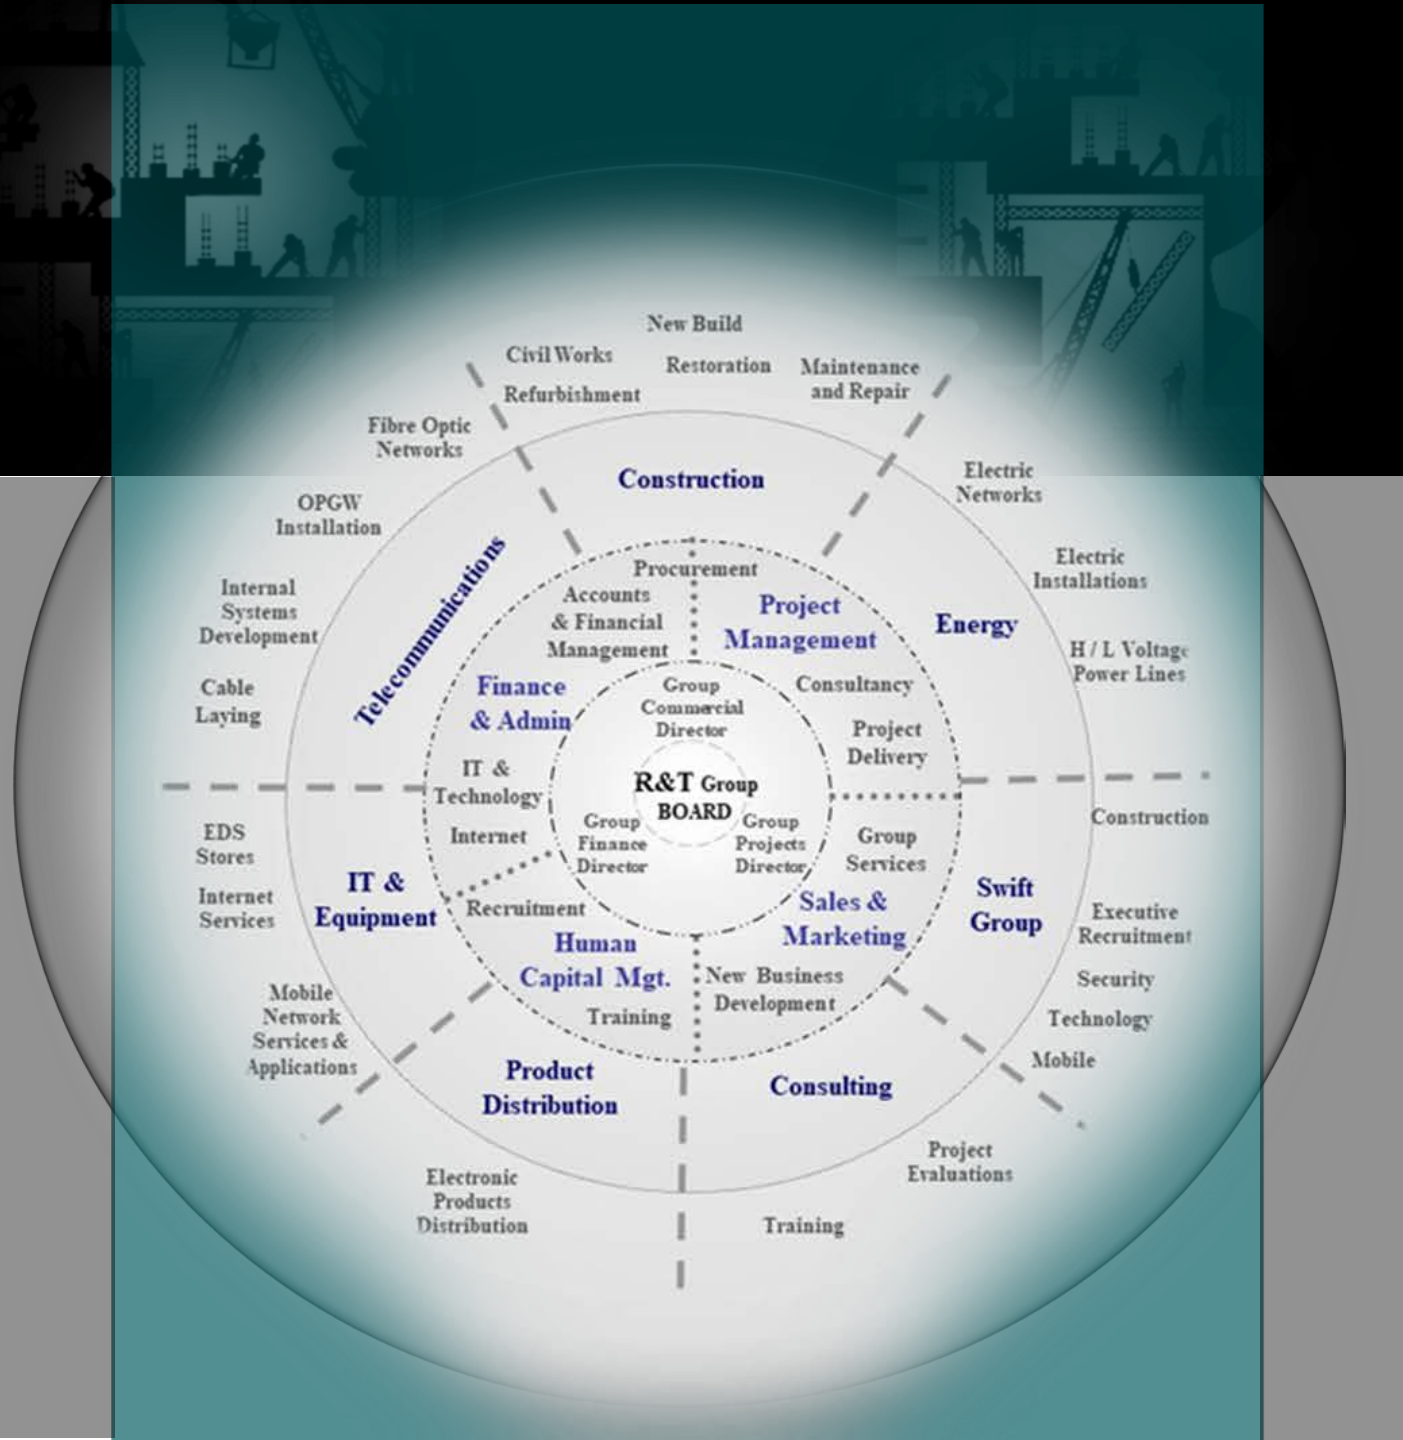 New Build
Civil Works
Restoration
Maintenance
and Repair
Refurbishment
Fibre Optic
Networks
Construction
Electric
Networks
OPGW
Installation
Telecommunications
Electric
Installations
Internal
Systems
Development
Procurement
Accounts
& Financial
Management
Project
Management
Energy
H / L Voltage
Power Lines
Cable
Laying
Finance
& Admin
Group
Commercial
Director
Consultancy
Project
Delivery
IT &
Technology
Internet
R&T Group
BOARD
Group
Finance
Director
Group
Projects
Director
Group
Services
Construction
EDS
Stores
Internet
Services
IT &
Equipment
Recruitment
Human
Capital Mgt.
Training
Sales &
Marketing
New Business
Development
Swift
Group
Executive
Recruitment
Security
Technology
Mobile
Mobile
Network
Services &
Applications
Product
Distribution
Consulting
Project
Evaluations
Electronic
Products
Distribution
Training